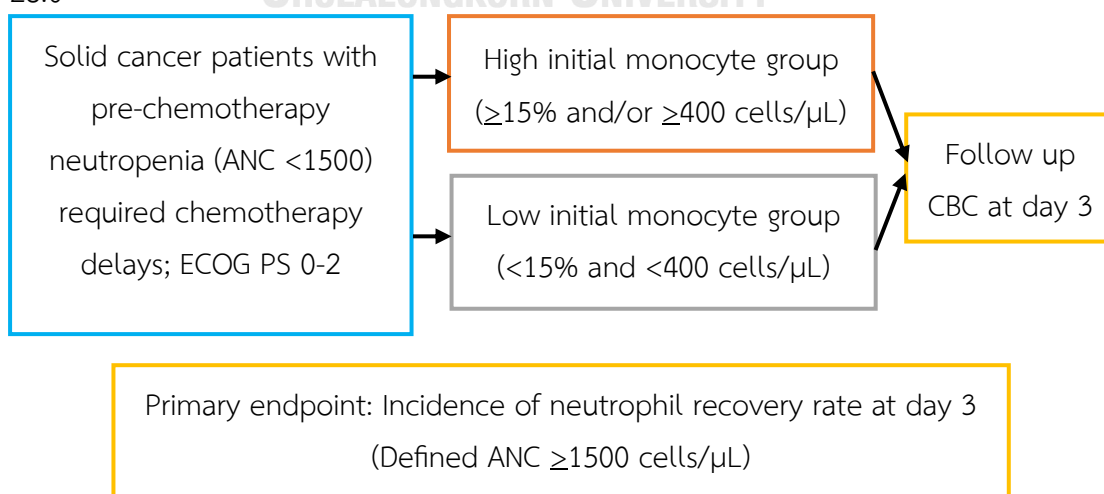 CHULALONGKORN UNIVERSITY
Solid cancer patients with
pre-chemotherapy
neutropenia (ANC <1500)
required chemotherapy
delays; ECOG PS 0-2
High initial monocyte group
(≥15% and/or ≥400 cells/µL)
Low initial monocyte group
(<15% and <400 cells/µL)
Follow up
CBC at day 3
Primary endpoint: Incidence of neutrophil recovery rate at day 3
(Defined ANC ≥1500 cells/µL)